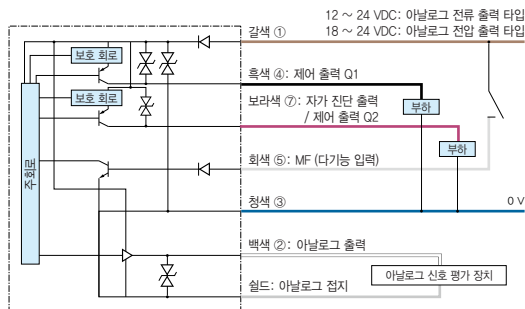 12 ~ 24 VDC: 아날로그 전류 출력 타입
갈색 ① 18 ~ 24 VDC: 아날로그 전압 출력 타입
보호 회로
흑색 ④: 제어 출력 Q1
보호 회로
부하
보라색 ⑦: 자가 진단 출력
/ 제어 출력 Q2
부하
주회로
회색 ⑤: MF (다기능 입력)
청색 ③
0 V
백색 ②: 아날로그 출력
아날로그 신호 평가 장치
쉴드: 아날로그 접지